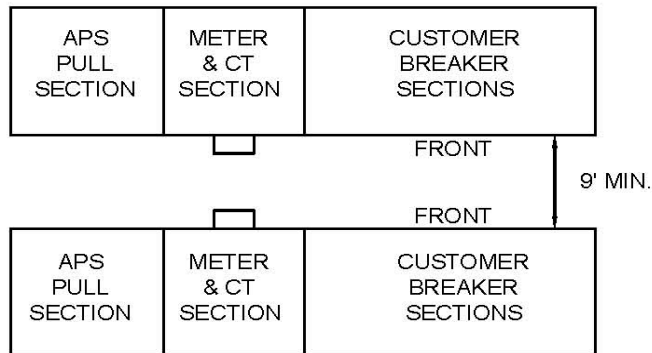 APS
PULL
SECTION
METER
& CT
SECTION
CUSTOMER
BREAKER
SECTIONS
FRONT
9' MIN.
FRONT
APS
PULL
SECTION
METER
& CT
SECTION
CUSTOMER
BREAKER
SECTIONS